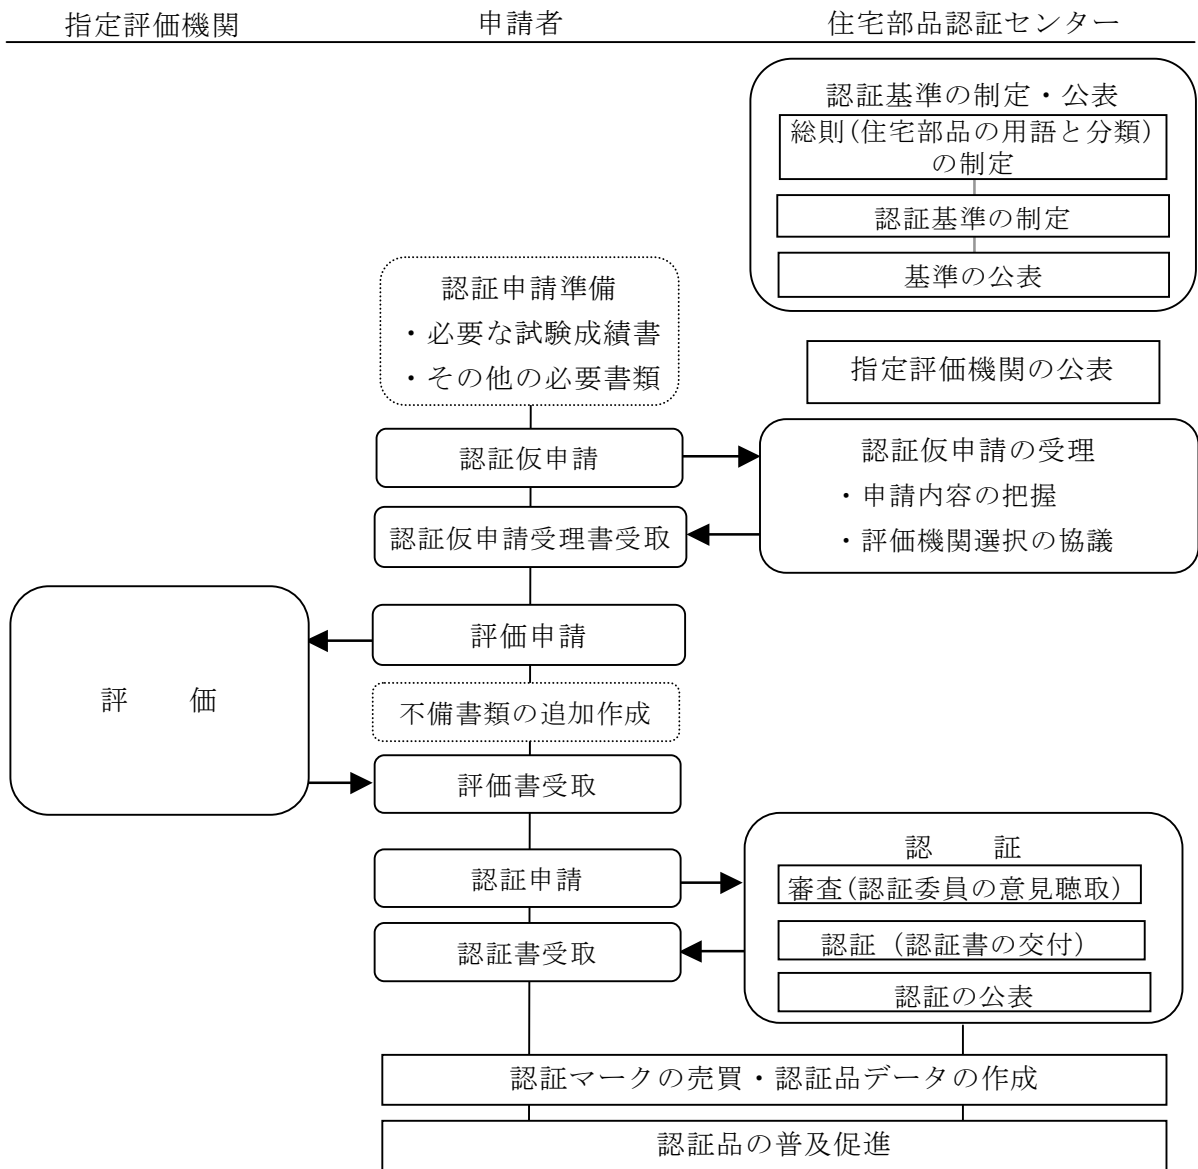 指定評価機関
申請者
住宅部品認証センター
認証基準の制定・公表
総則(住宅部品の用語と分類)
の制定
認証基準の制定
基準の公表
認証申請準備
・必要な試験成績書
・その他の必要書類
指定評価機関の公表
認証仮申請
認証仮申請の受理
・申請内容の把握
・評価機関選択の協議
認証仮申請受理書受取
評価申請
評　価
不備書類の追加作成
評価書受取
認証申請
認　証
審査(認証委員の意見聴取)
認証書受取
認証（認証書の交付）
認証の公表
認証マークの売買・認証品データの作成
認証品の普及促進